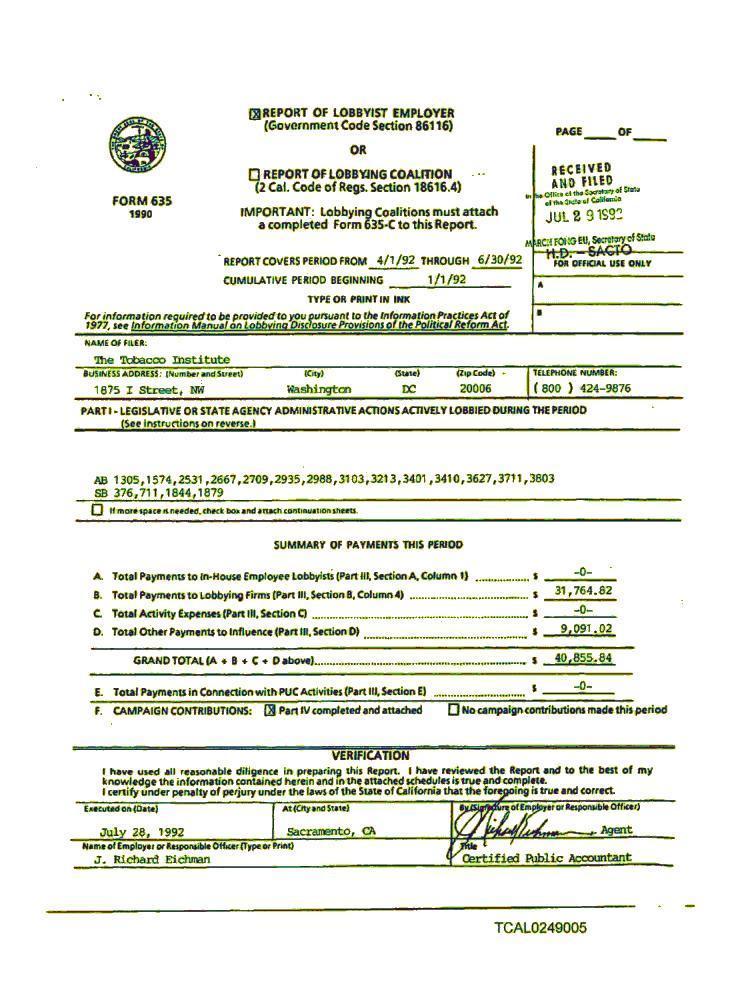 ☒ REPORT OF LOBBYIST EMPLOYER
(Government Code Section 86116)
OR
☐ REPORT OF LOBBYING COALITION
(2 Cal. Code of Regs. Section 18616.4)
IMPORTANT: Lobbying Coalitions must attach
a completed Form 635-C to this Report.
FORM 635
1990
PAGE ____ OF ____
RECEIVED
AND FILED
In the Office of the Secretary of State
of the State of California
JUL 2 9 1992
MARCH FONG EU, Secretary of State
H.D. - SACTO
FOR OFFICIAL USE ONLY
A
B
REPORT COVERS PERIOD FROM 4/1/92 THROUGH 6/30/92
CUMULATIVE PERIOD BEGINNING 1/1/92
TYPE OR PRINT IN INK
For information required to be provided to you pursuant to the Information Practices Act of
1977, see Information Manual on Lobbying Disclosure Provisions of the Political Reform Act.
NAME OF FILER:
The Tobacco Institute
BUSINESS ADDRESS: (Number and Street) (City) (State) (Zip Code) TELEPHONE NUMBER:
1875 I Street, NW Washington DC 20006 ( 800 ) 424-9876
PART I - LEGISLATIVE OR STATE AGENCY ADMINISTRATIVE ACTIONS ACTIVELY LOBBIED DURING THE PERIOD
(See instructions on reverse.)
AB 1305,1574,2531,2667,2709,2935,2988,3103,3213,3401,3410,3627,3711,3803
SB 376,711,1844,1879
☐ If more space is needed, check box and attach continuation sheets.
SUMMARY OF PAYMENTS THIS PERIOD
A. Total Payments to In-House Employee Lobbyists (Part III, Section A, Column 1) .... $ -0-
B. Total Payments to Lobbying Firms (Part III, Section B, Column 4) .... $ 31,764.82
C. Total Activity Expenses (Part III, Section C) .... $ -0-
D. Total Other Payments to Influence (Part III, Section D) .... $ 9,091.02
GRAND TOTAL (A + B + C + D above).... $ 40,855.84
E. Total Payments in Connection with PUC Activities (Part III, Section E) .... $ -0-
F. CAMPAIGN CONTRIBUTIONS: ☒ Part IV completed and attached ☐ No campaign contributions made this period
VERIFICATION
I have used all reasonable diligence in preparing this Report. I have reviewed the Report and to the best of my
knowledge the information contained herein and in the attached schedules is true and complete.
I certify under penalty of perjury under the laws of the State of California that the foregoing is true and correct.
Executed on (Date) At (City and State) By (Signature of Employer or Responsible Officer)
July 28, 1992 Sacramento, CA Agent
Name of Employer or Responsible Officer (Type or Print) Title
J. Richard Eichman Certified Public Accountant
TCAL0249005